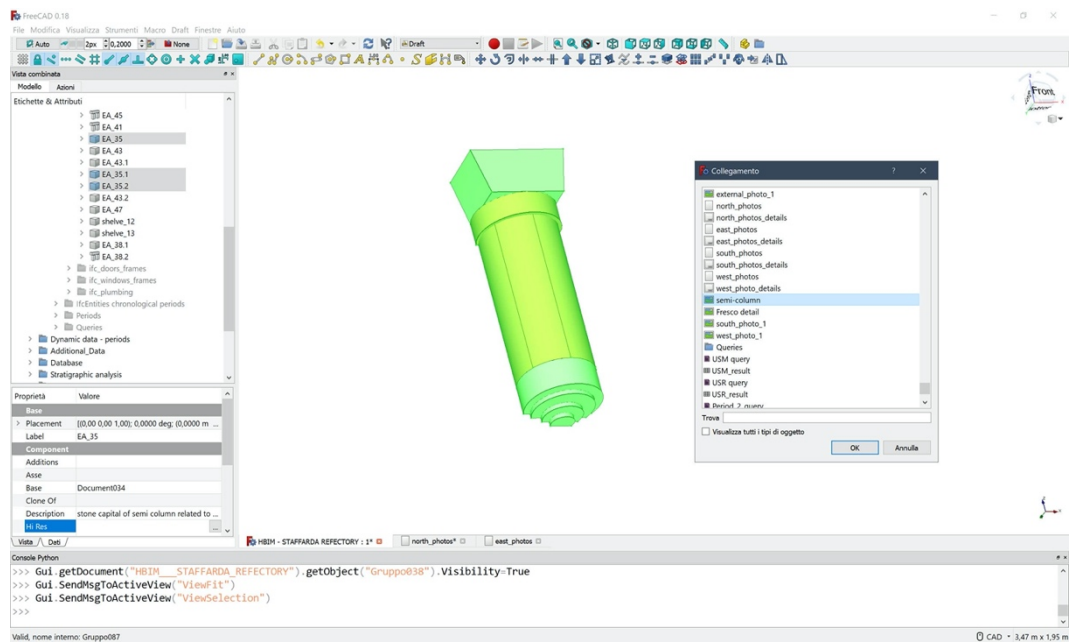 FreeCAD 0.18
File Modifica Visualizza Strumenti Macro Draft Finestre Aiuto
Auto 2px 0,2000 None Draft
Vista combinata
Modello Azioni
Etichette & Attributi
EA_45
EA_41
EA_35
EA_43
EA_43.1
EA_35.1
EA_35.2
EA_43.2
EA_47
shelve_12
shelve_13
EA_38.1
EA_38.2
ifc_doors_frames
ifc_windows_frames
ifc_plumbing
IfcEntities chronological periods
Periods
Queries
Dynamic data - periods
Additional_Data
Database
Stratigraphic analysis
Proprietà Valore
Base
Placement [(0,00 0,00 1,00); 0,0000 deg; (0,0000 m ...
Label EA_35
Component
Additions
Asse
Base Document034
Clone Of
Description stone capital of semi column related to ...
Hi Res ...
Vista Dati
Front
Collegamento ? ×
external_photo_1
north_photos
north_photos_details
east_photos
east_photos_details
south_photos
south_photos_details
west_photos
west_photo_details
semi-column
Fresco detail
south_photo_1
west_photo_1
Queries
USM query
USM_result
USR query
USR_result
Period_2_query
Trova
Visualizza tutti i tipi di oggetto
OK Annulla
HBIM - STAFFARDA REFECTORY : 1* north_photos* east_photos
Console Python
>>> Gui.getDocument("HBIM___STAFFARDA_REFECTORY").getObject("Gruppo038").Visibility=True
>>> Gui.SendMsgToActiveView("ViewFit")
>>> Gui.SendMsgToActiveView("ViewSelection")
>>>
Valid, nome interno: Gruppo087 CAD 3,47 m x 1,95 m